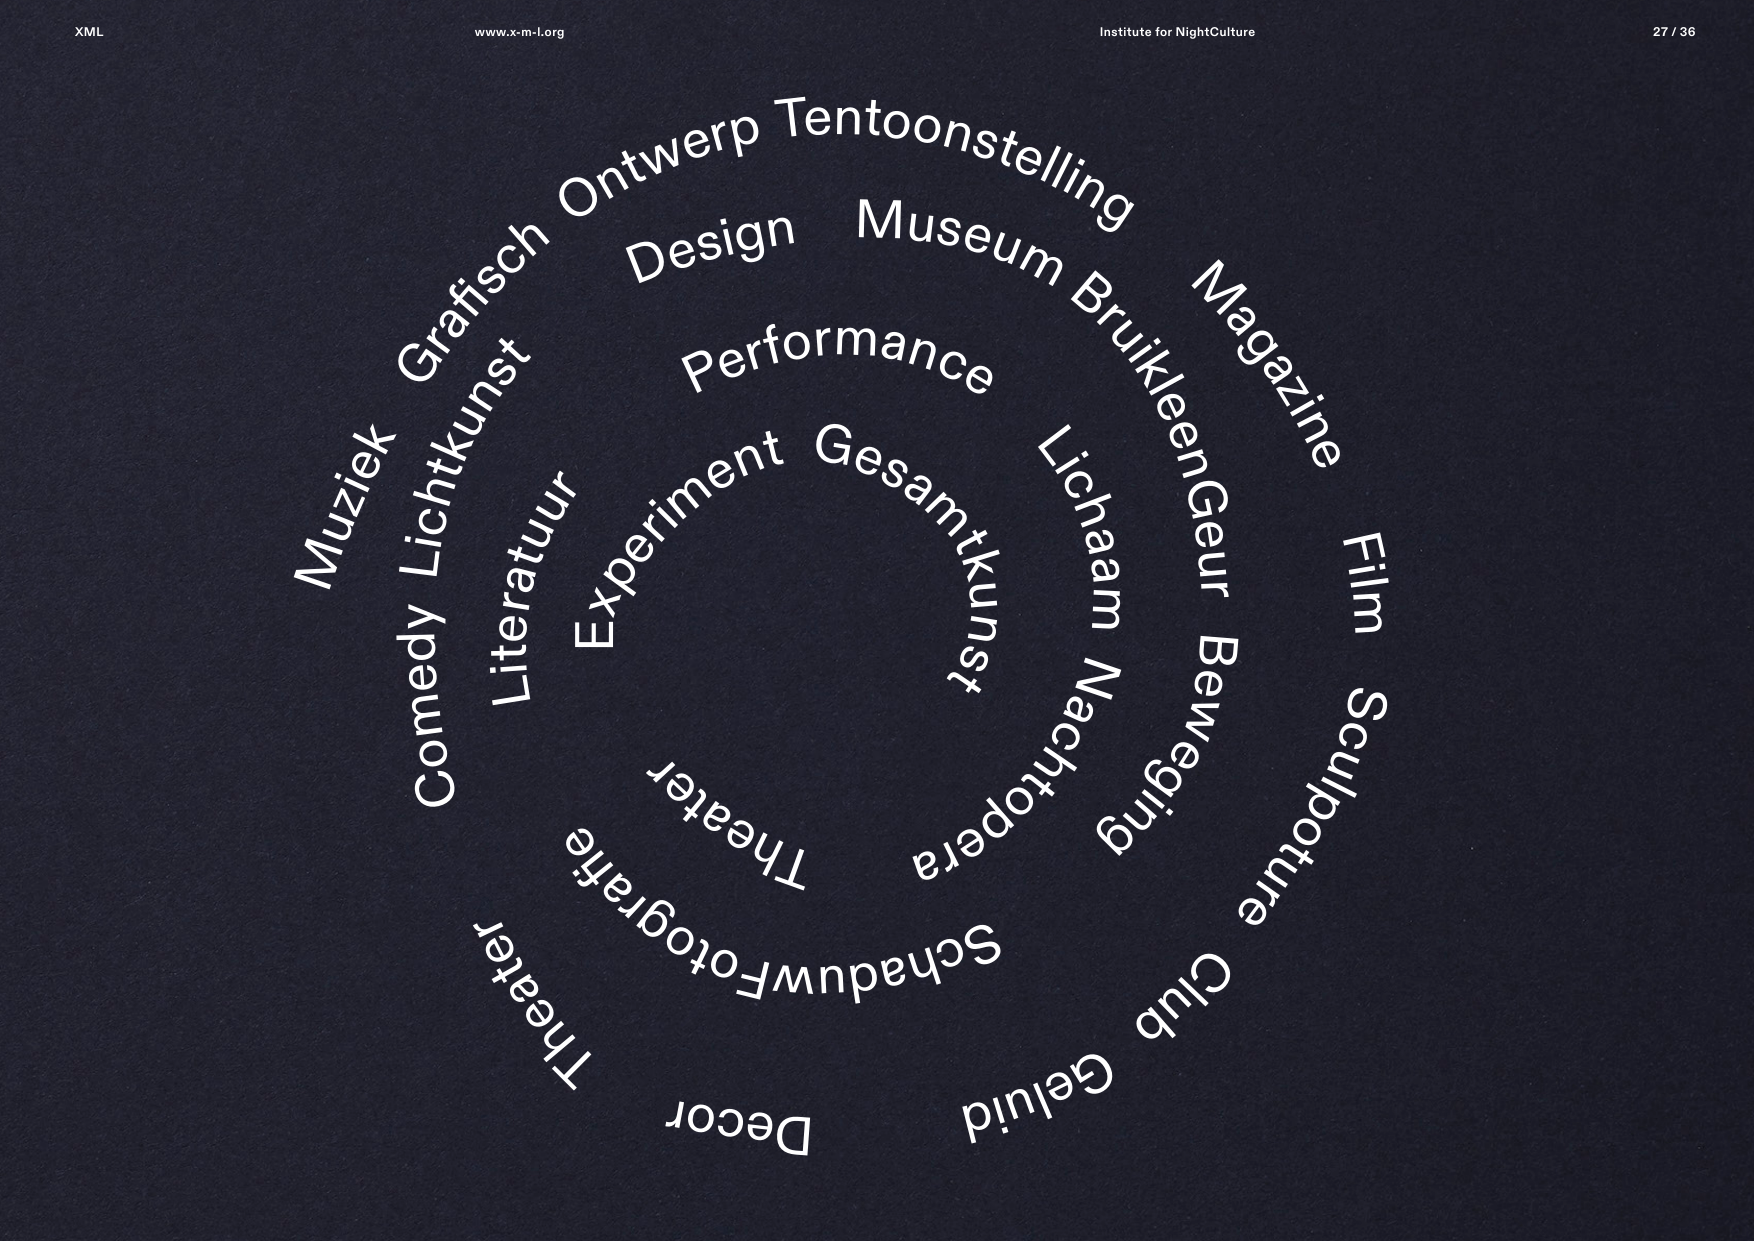 XML
www.x-m-l.org
Institute for NightCulture
27 / 36
Muziek Grafisch Ontwerp Tentoonstelling Magazine Film Sculpoture Club Geluid Decor Theater
Comedy Lichtkunst Design Museum BruikleenGeur Beweging SchaduwFotografie
Literatuur Performance Lichaam Nachtopera Theater
Experiment Gesamtkunst